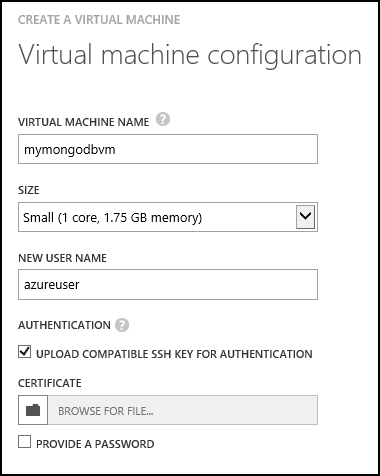 CREATE A VIRTUAL MACHINE
Virtual machine configuration
VIRTUAL MACHINE NAME ?
mymongodbvm
SIZE
Small (1 core, 1.75 GB memory)
NEW USER NAME
azureuser
AUTHENTICATION ?
UPLOAD COMPATIBLE SSH KEY FOR AUTHENTICATION
CERTIFICATE
BROWSE FOR FILE...
PROVIDE A PASSWORD